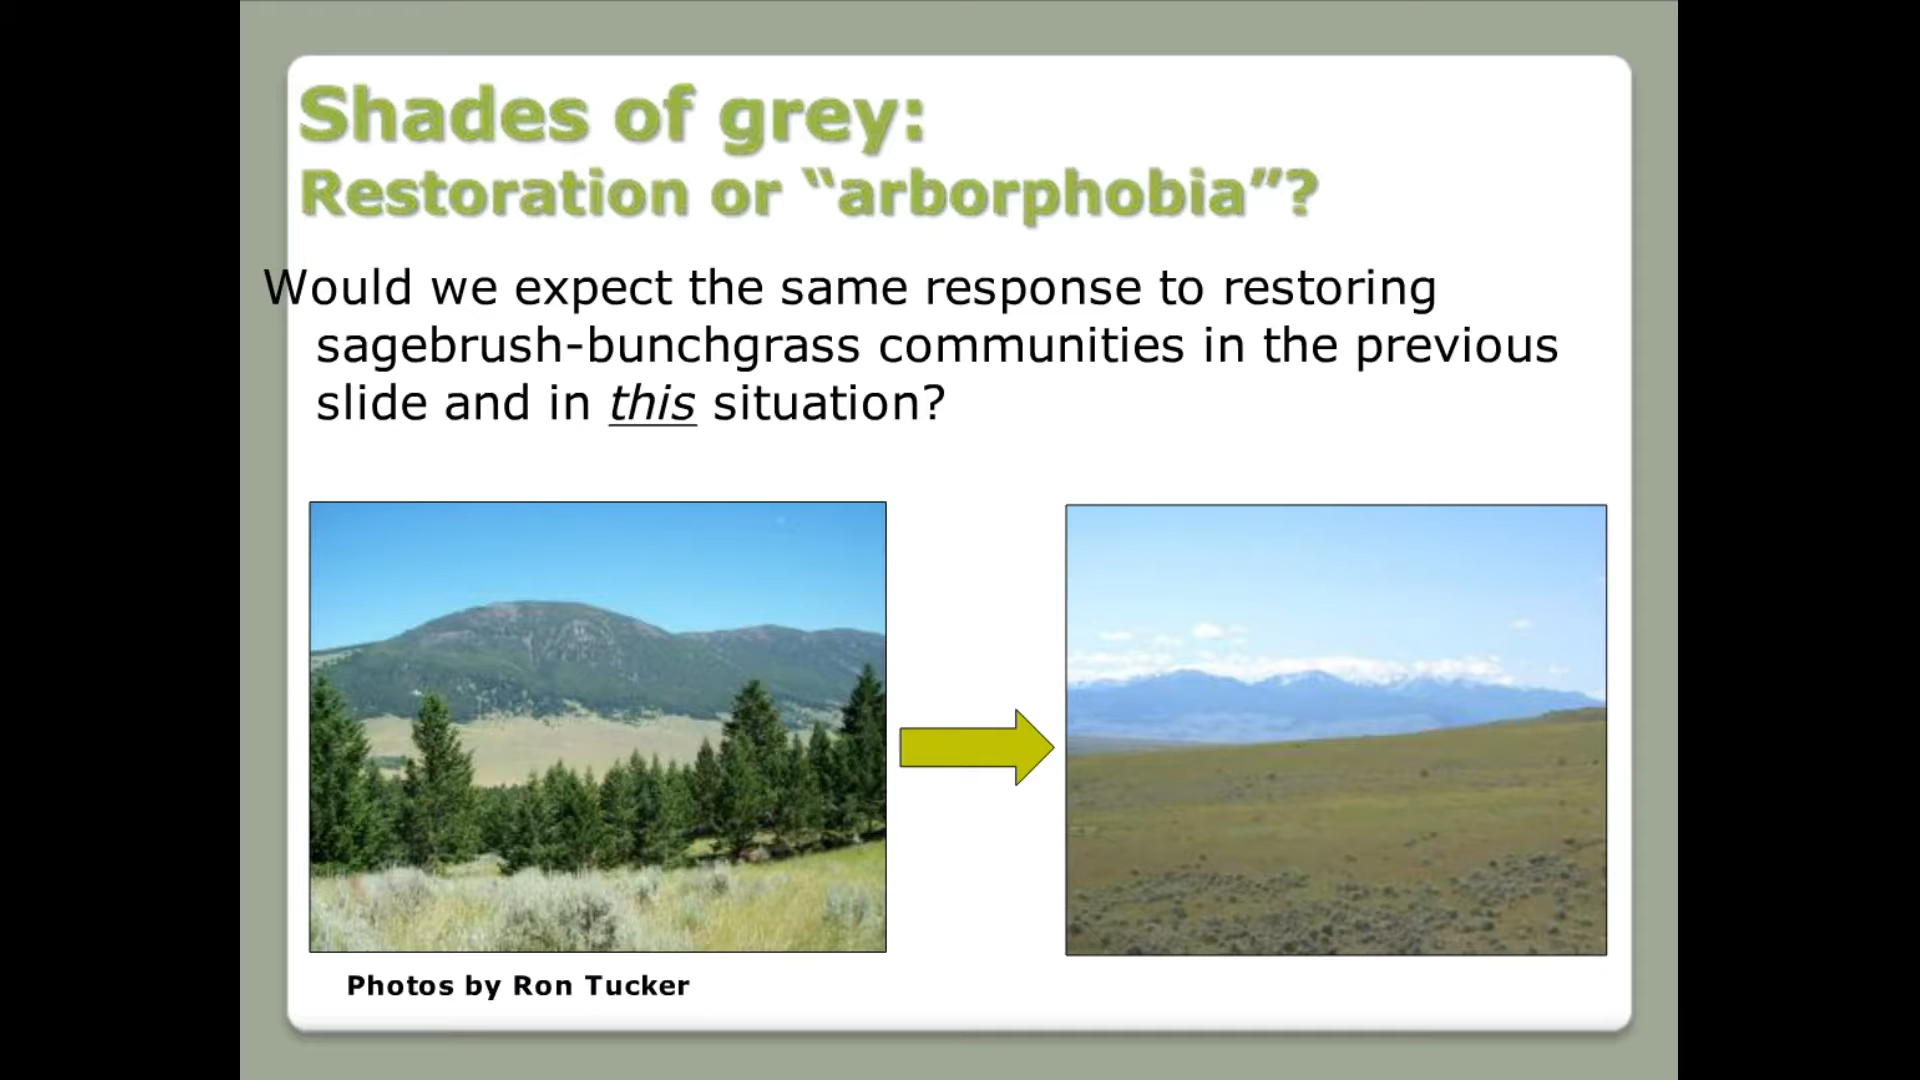 Shades of grey:
Restoration or “arborphobia”?
Would we expect the same response to restoring
sagebrush-bunchgrass communities in the previous
slide and in this situation?
Photos by Ron Tucker